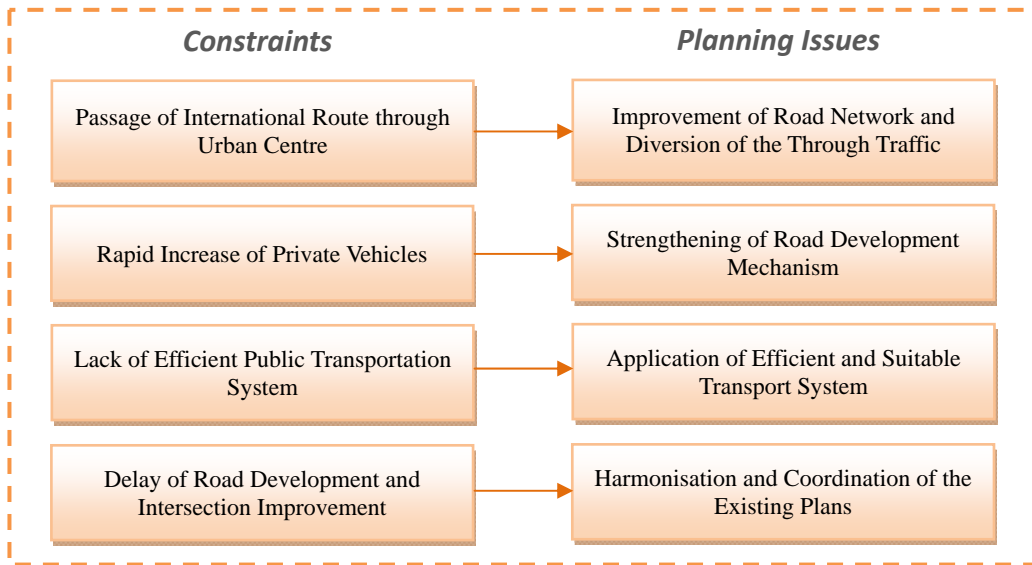 Constraints
Planning Issues
Passage of International Route through
Urban Centre
Improvement of Road Network and
Diversion of the Through Traffic
Rapid Increase of Private Vehicles
Strengthening of Road Development
Mechanism
Lack of Efficient Public Transportation
System
Application of Efficient and Suitable
Transport System
Delay of Road Development and
Intersection Improvement
Harmonisation and Coordination of the
Existing Plans